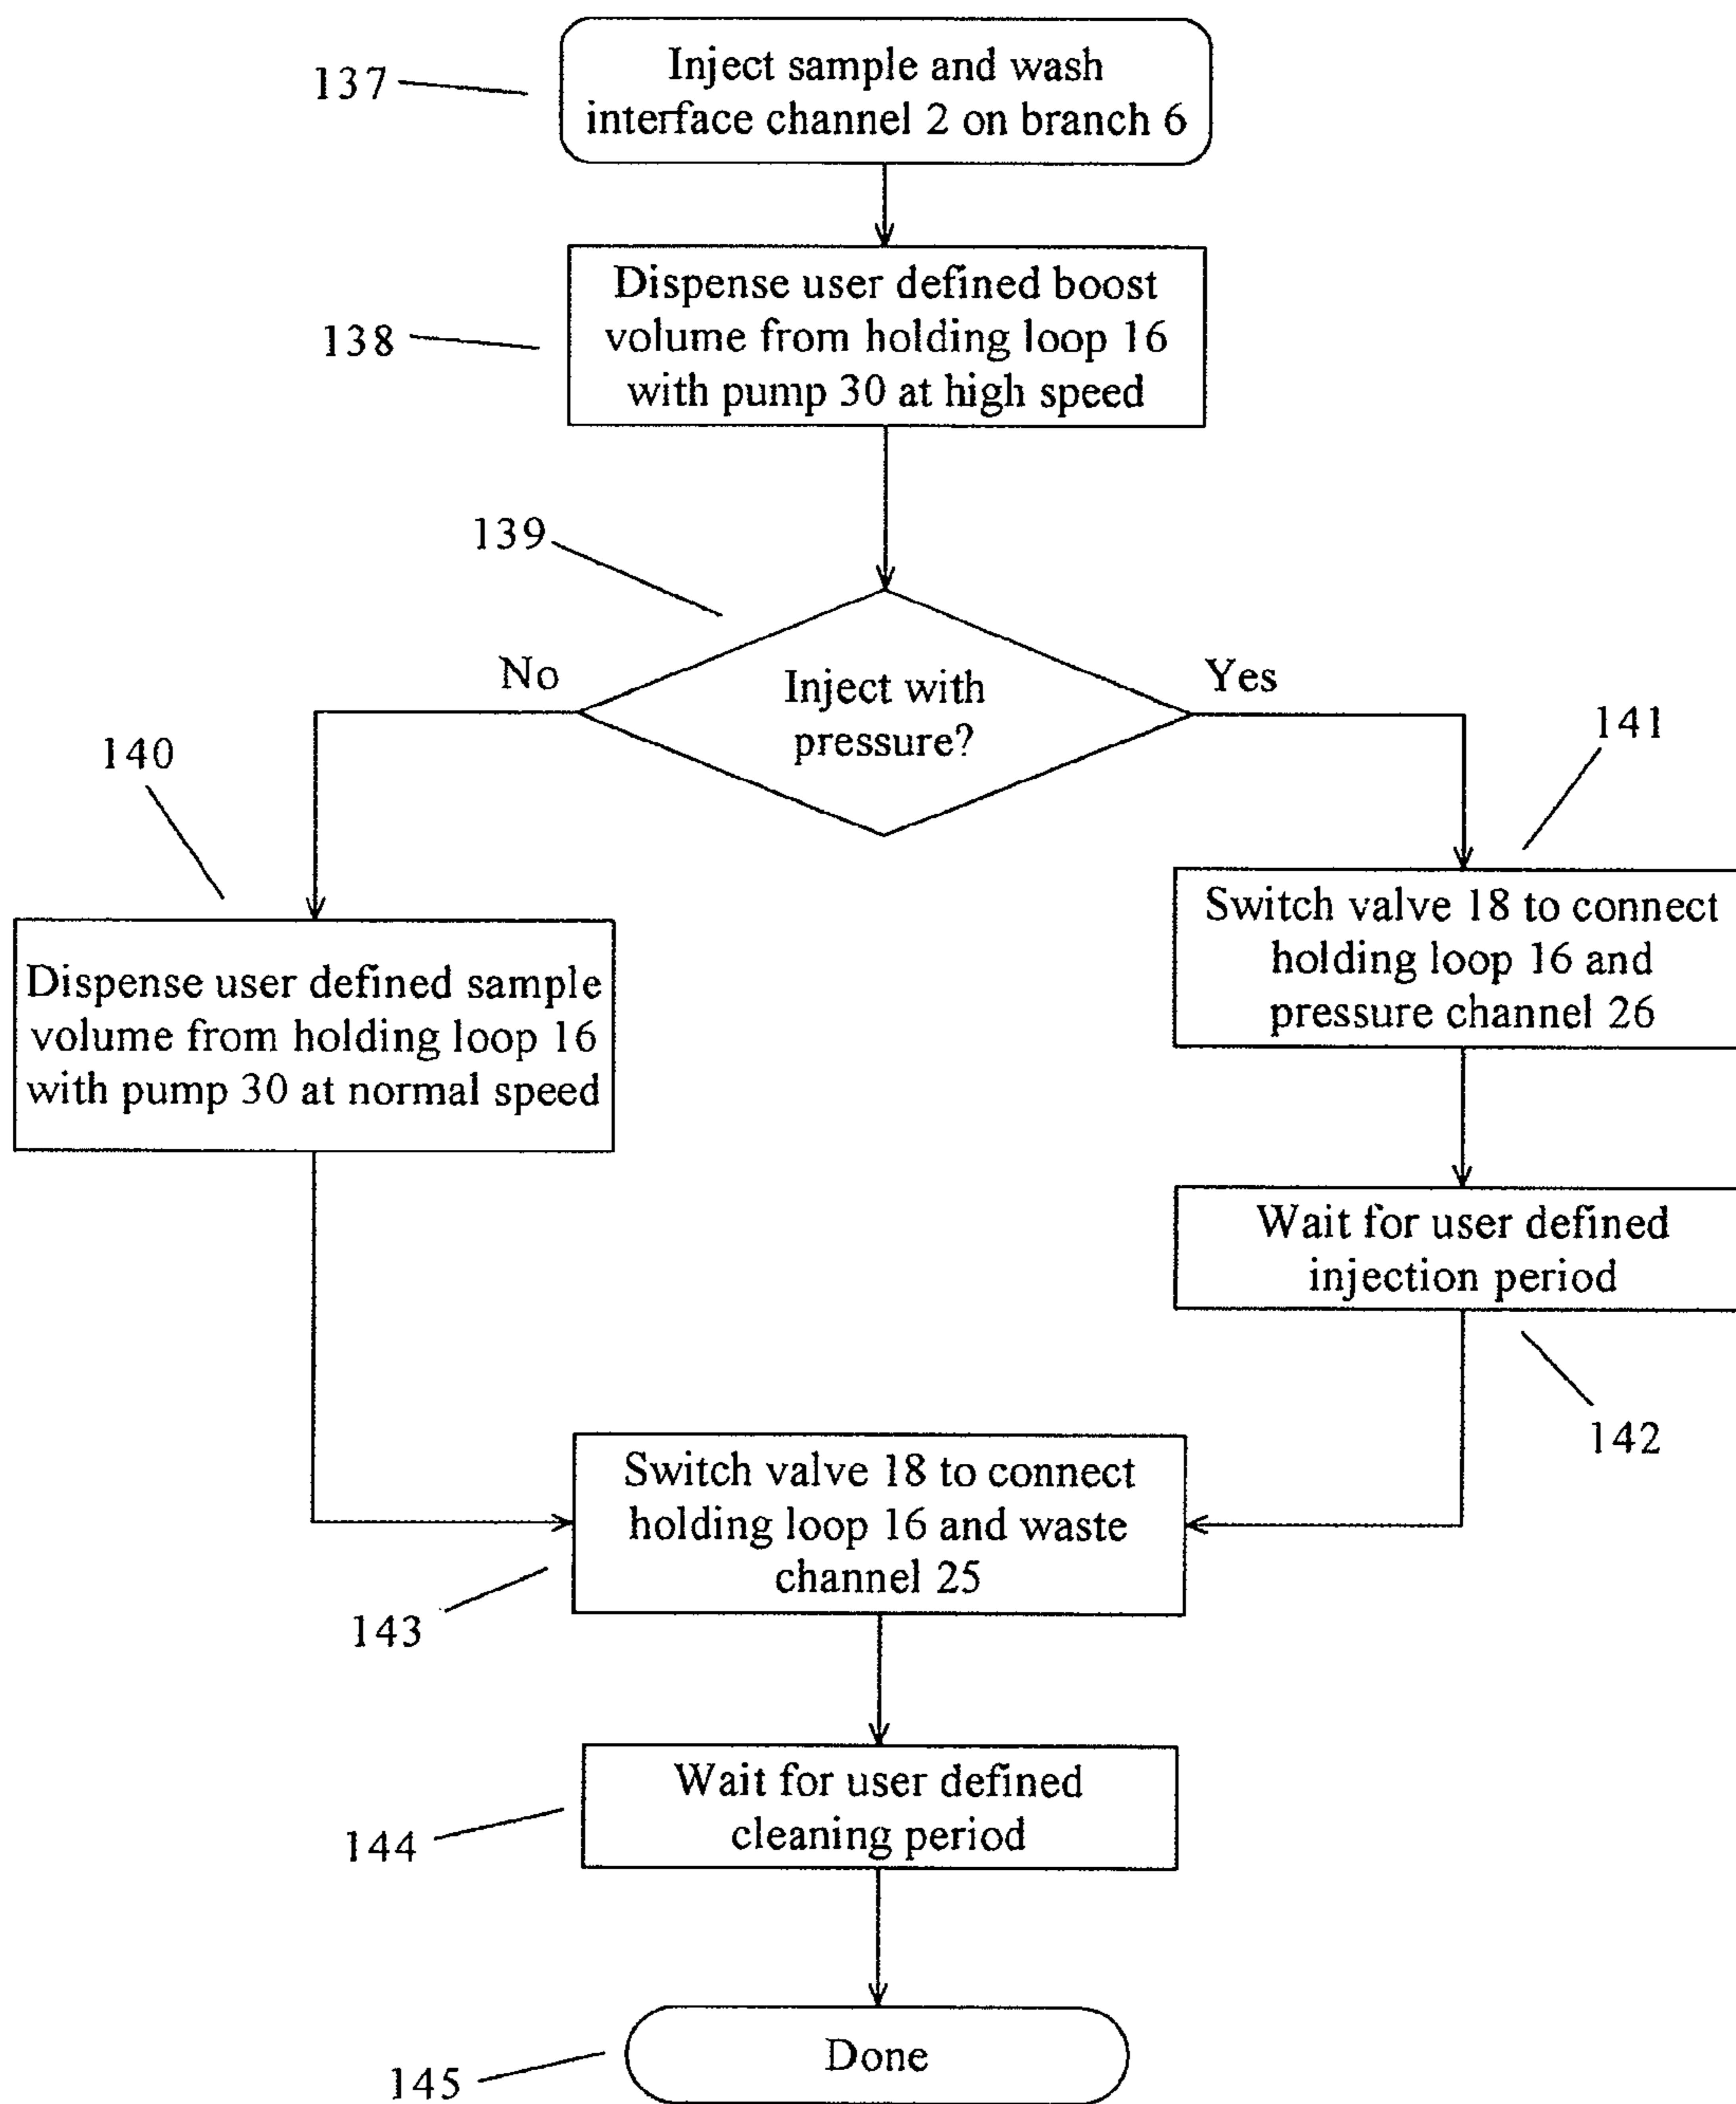 137
Inject sample and wash
interface channel 2 on branch 6
138
Dispense user defined boost
volume from holding loop 16
with pump 30 at high speed
139
No
Inject with
pressure?
Yes
140
Dispense user defined sample
volume from holding loop 16
with pump 30 at normal speed
141
Switch valve 18 to connect
holding loop 16 and
pressure channel 26
Wait for user defined
injection period
142
Switch valve 18 to connect
holding loop 16 and waste
channel 25
143
Wait for user defined
cleaning period
144
Done
145